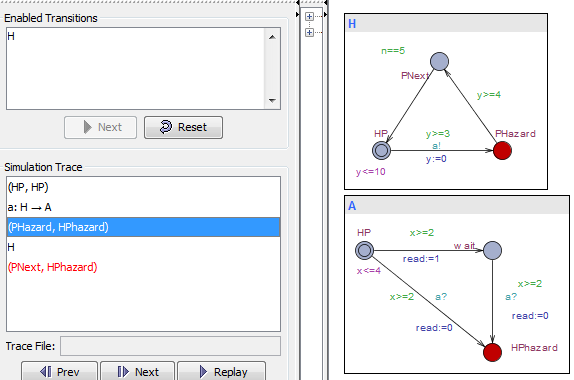 Enabled Transitions
H
Next
Reset
Simulation Trace
(HP, HP)
a: H → A
(PHazard, HPhazard)
H
(PNext, HPhazard)
Trace File:
Prev
Next
Replay
H
n==5
PNext
y>=4
HP
y>=3
PHazard
a!
y:=0
y<=10
A
HP
x>=2
wait
read:=1
x<=4
x>=2
x>=2
a?
a?
read:=0
read:=0
HPhazard